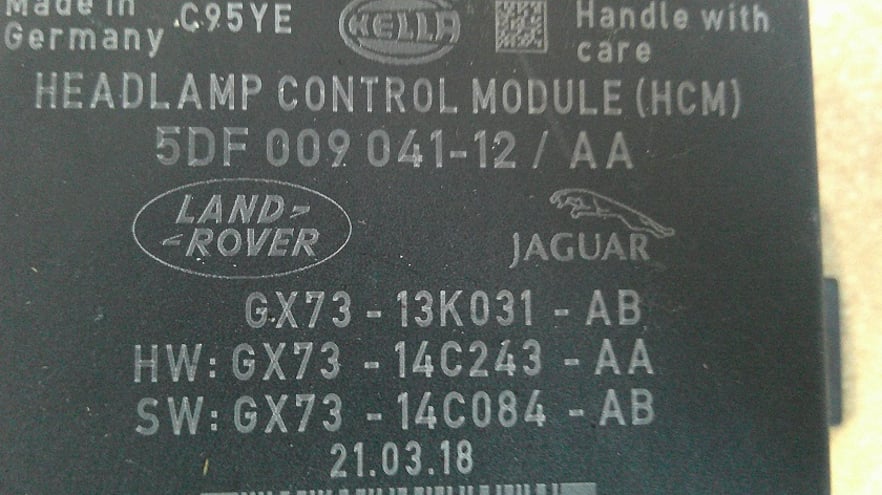 Made in
Germany
C95YE
HELLA
Handle with
care
HEADLAMP CONTROL MODULE (HCM)
5DF 009 041-12 / AA
LAND-
-ROVER
JAGUAR
GX73 - 13K031 - AB
HW: GX73 - 14C243 - AA
SW: GX73 - 14C084 - AB
21.03.18